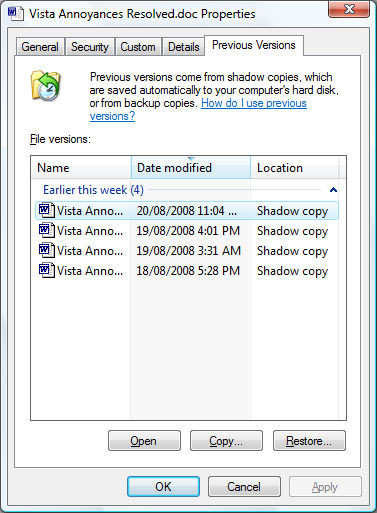 Vista Annoyances Resolved.doc Properties
General Security Custom Details Previous Versions
Previous versions come from shadow copies, which
are saved automatically to your computer's hard disk,
or from backup copies. How do I use previous
versions?
File versions:
Name Date modified Location
Earlier this week (4)
Vista Anno... 20/08/2008 11:04 ... Shadow copy
Vista Anno... 19/08/2008 4:01 PM Shadow copy
Vista Anno... 19/08/2008 3:31 AM Shadow copy
Vista Anno... 18/08/2008 5:28 PM Shadow copy
Open Copy... Restore...
OK Cancel Apply